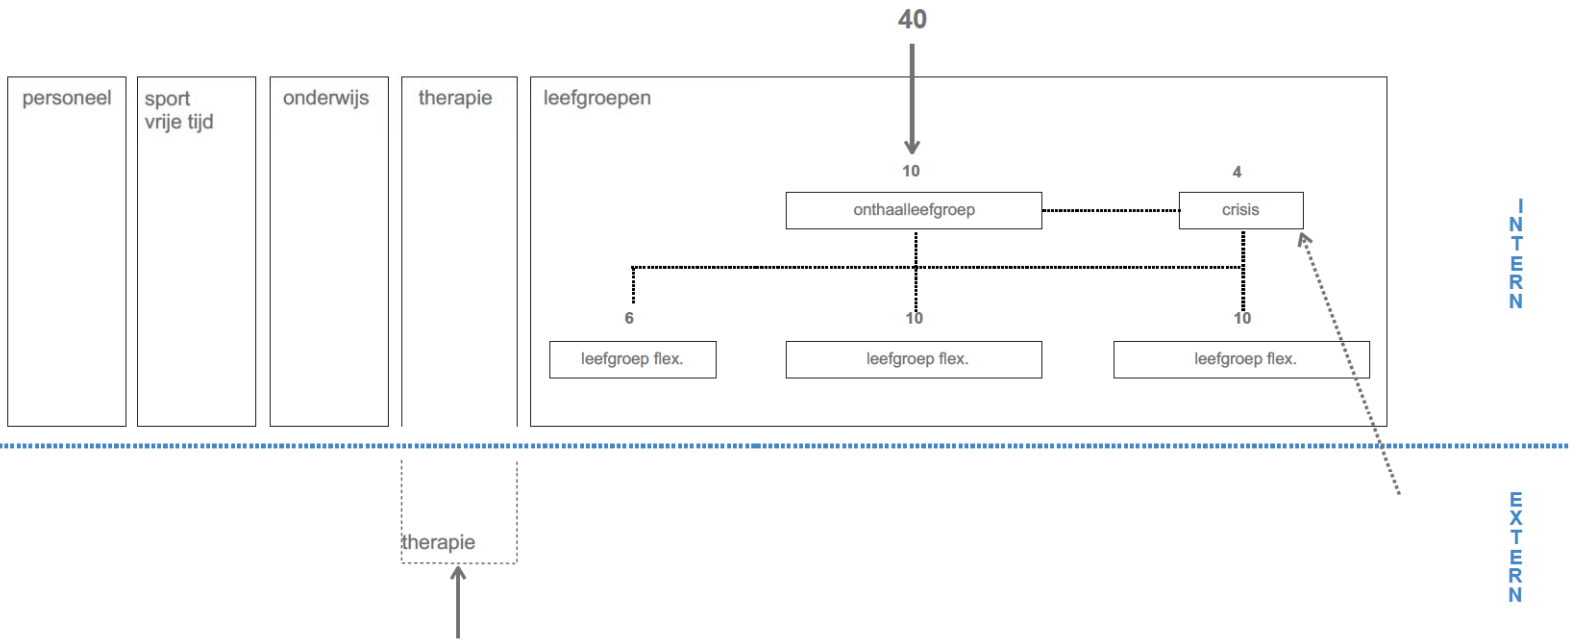 40
personeel
sport
vrije tijd
onderwijs
therapie
leefgroepen
10
4
onthaalleefgroep
crisis
6
10
10
leefgroep flex.
leefgroep flex.
leefgroep flex.
INTERN
therapie
EXTERN